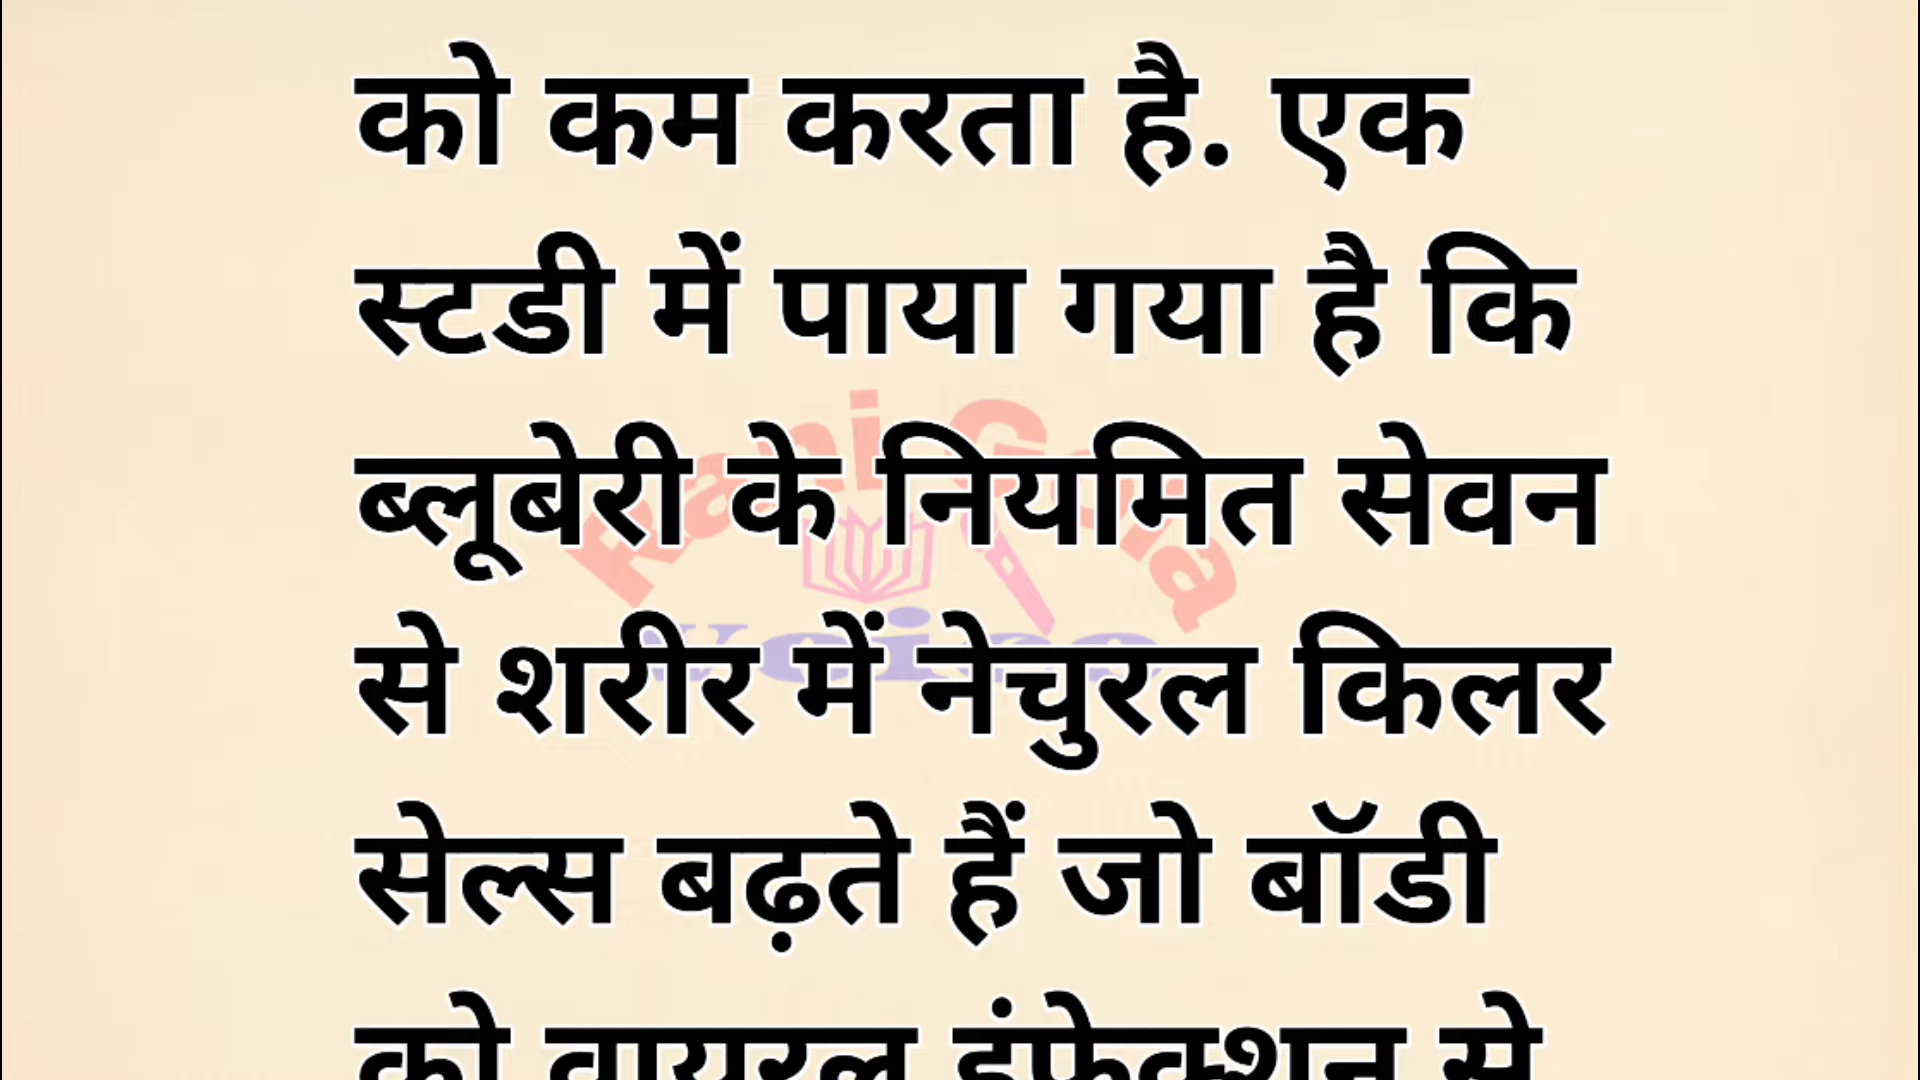 को कम करता है. एक
स्टडी में पाया गया है कि
ब्लूबेरी के नियमित सेवन
से शरीर में नेचुरल किलर
सेल्स बढ़ते हैं जो बॉडी
को वायरल इंफेक्शन से